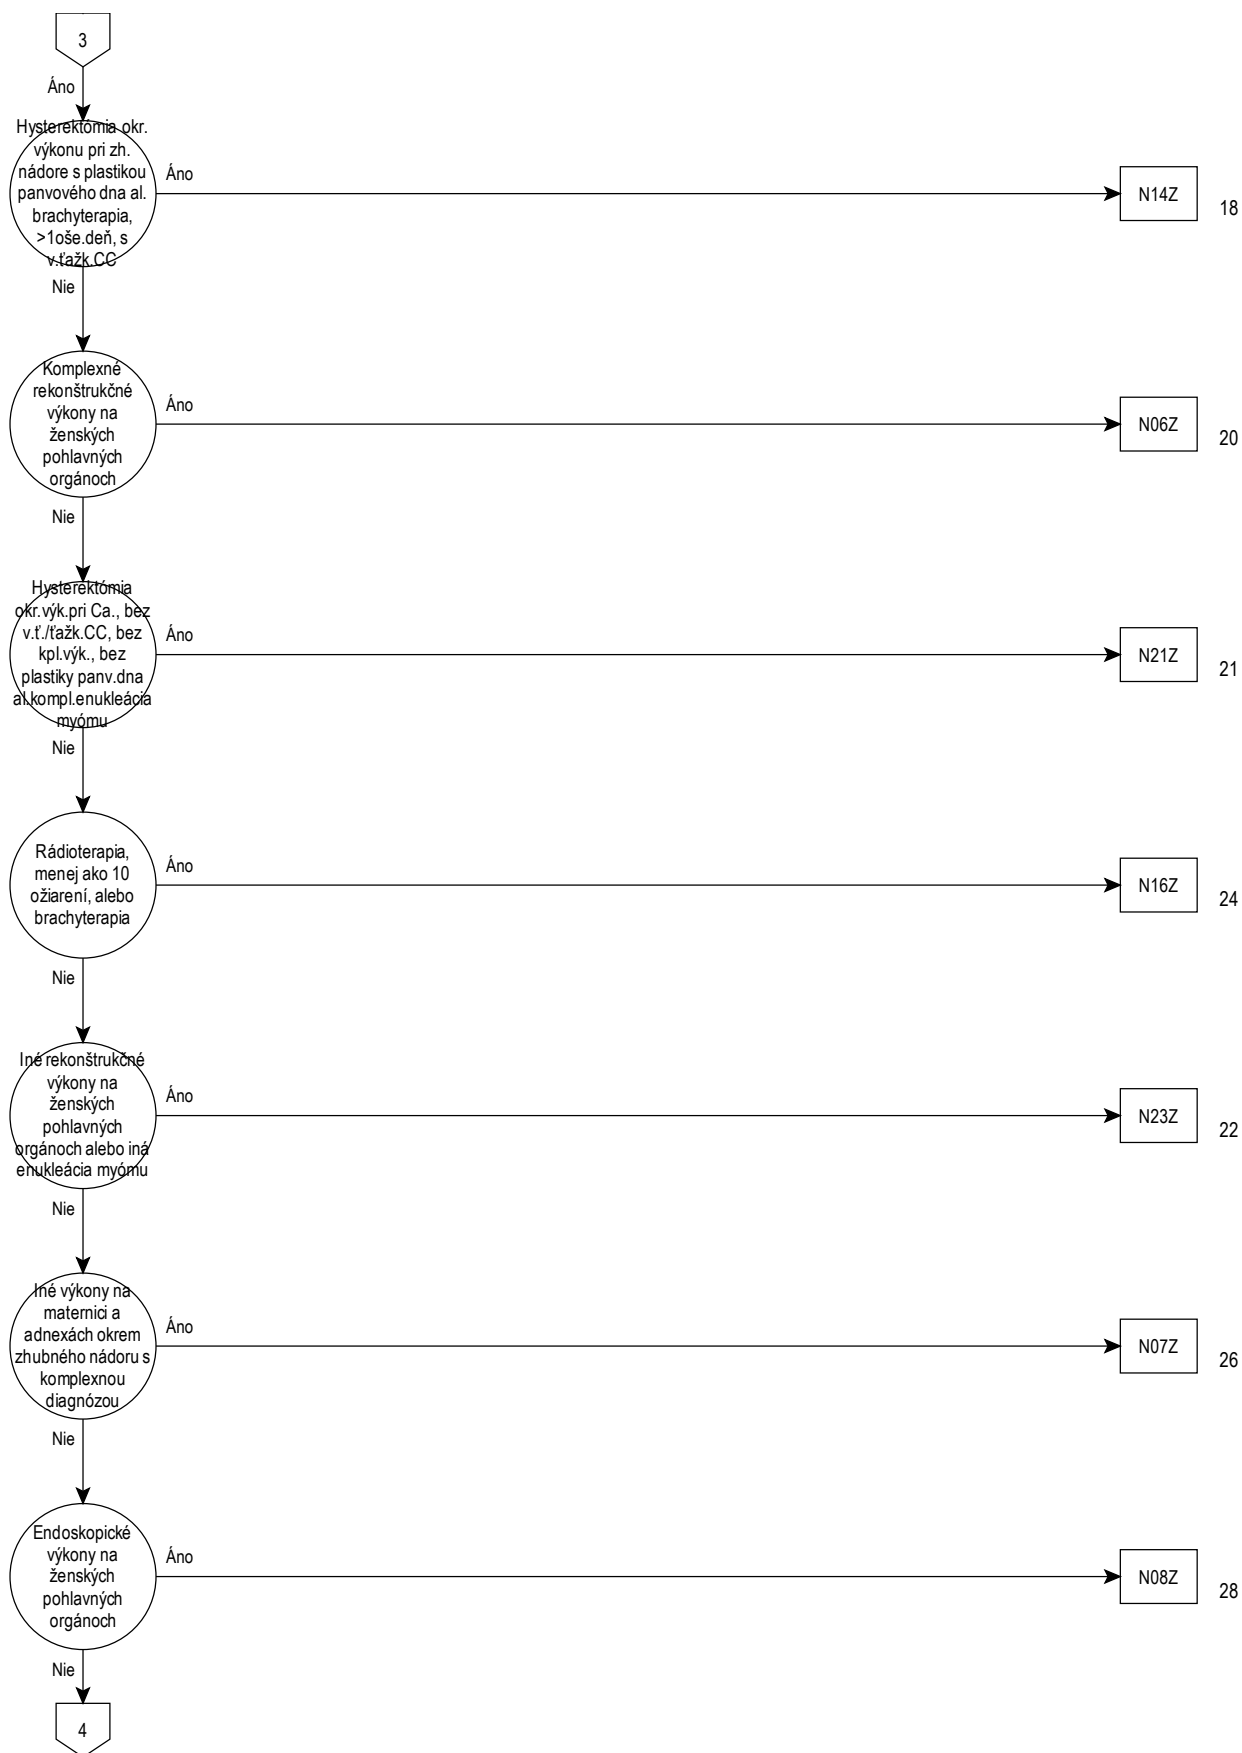 3
Áno
Hysterektómia okr.
výkonu pri zh.
nádore s plastikou
panvového dna al.
brachyterapia,
>1oše.deň, s
v.ťažk.CC
Áno
N14Z
18
Nie
Komplexné
rekonštrukčné
výkony na
ženských
pohlavných
orgánoch
Áno
N06Z
20
Nie
Hysterektómia
okr.výk.pri Ca., bez
v.ť./ťažk.CC, bez
kpl.výk., bez
plastiky panv.dna
al.kompl.enukleácia
myómu
Áno
N21Z
21
Nie
Rádioterapia,
menej ako 10
ožiarení, alebo
brachyterapia
Áno
N16Z
24
Nie
Iné rekonštrukčné
výkony na
ženských
pohlavných
orgánoch alebo iná
enukleácia myómu
Áno
N23Z
22
Nie
Iné výkony na
maternici a
adnexách okrem
zhubného nádoru s
komplexnou
diagnózou
Áno
N07Z
26
Nie
Endoskopické
výkony na
ženských
pohlavných
orgánoch
Áno
N08Z
28
Nie
4